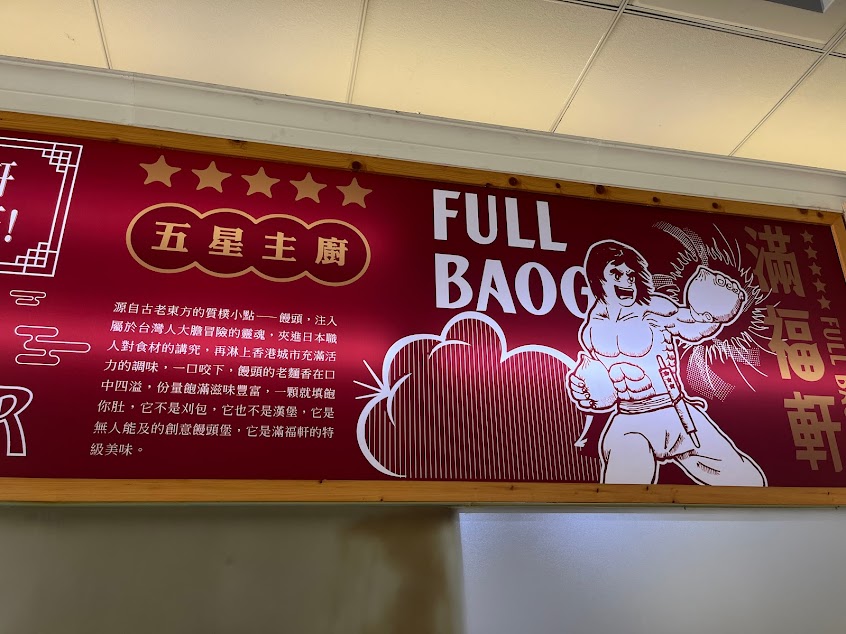 五星主廚
源自古老東方的質樸小點──饅頭，注入
屬於台灣人大膽冒險的靈魂，夾進日本職
人對食材的講究，再淋上香港城市充滿活
力的調味，一口咬下，饅頭的老麵香在口
中四溢，份量飽滿滋味豐富，一顆就填飽
你肚，它不是刈包，它也不是漢堡，它是
無人能及的創意饅頭堡，它是滿福軒的特
級美味。
FULL
BAOG
滿福軒
FULL BAO